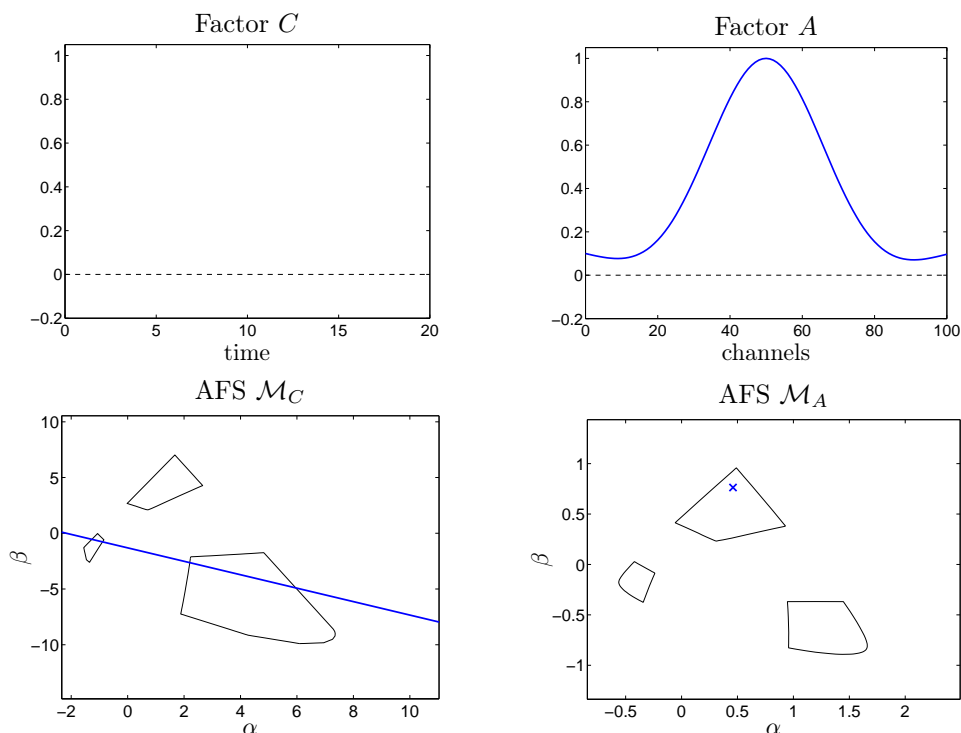 Factor C
1
0.8
0.6
0.4
0.2
0
−0.2
0 5 10 15 20
time
Factor A
1
0.8
0.6
0.4
0.2
0
−0.2
0 20 40 60 80 100
channels
AFS ℳ_C
10
5
0
−5
−10
β
−2 0 2 4 6 8 10
α
AFS ℳ_A
1
0.5
0
−0.5
−1
β
−0.5 0 0.5 1 1.5 2
α